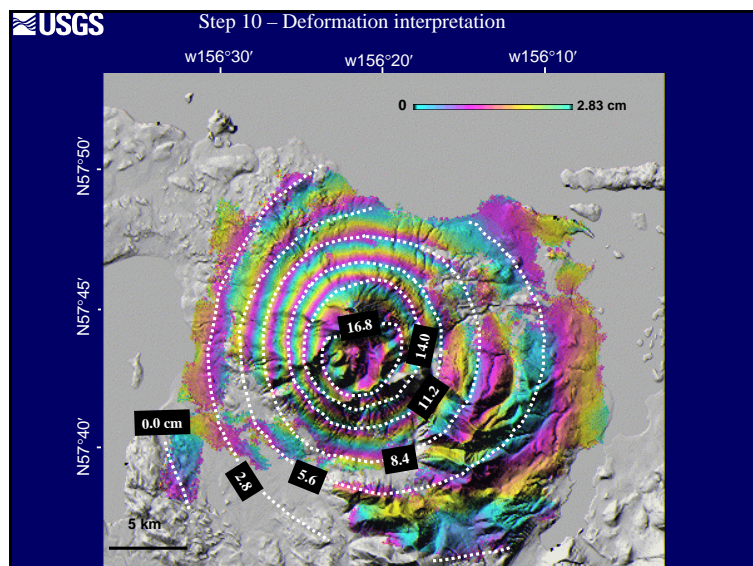 USGS
Step 10 – Deformation interpretation
w156°30′ w156°20′ w156°10′
0 2.83 cm
N57°50′
N57°45′
16.8
14.0
11.2
0.0 cm
N57°40′
8.4
5.6
2.8
5 km